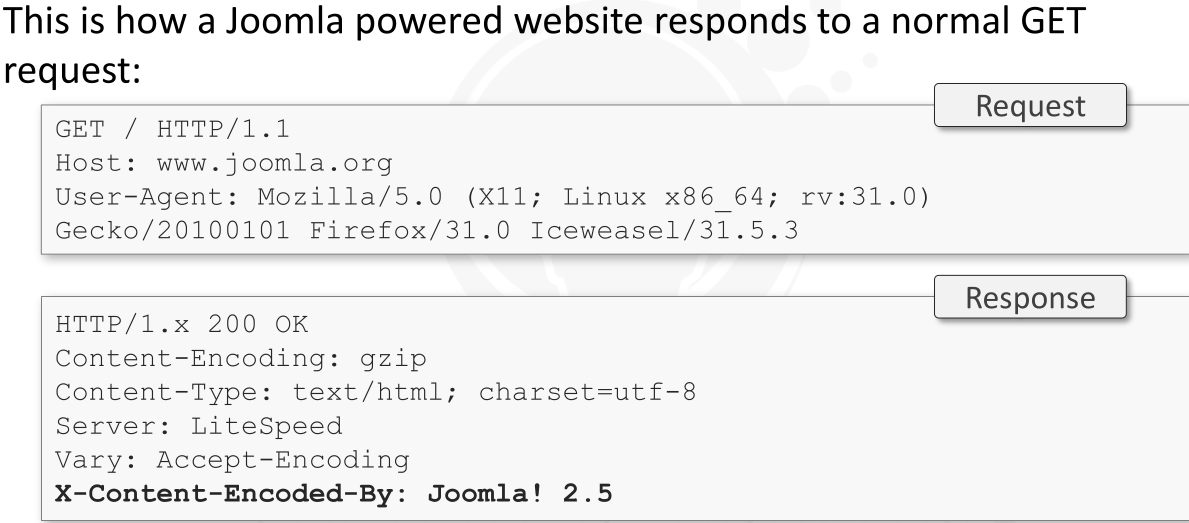 This is how a Joomla powered website responds to a normal GET
request:
Request
GET / HTTP/1.1
Host: www.joomla.org
User-Agent: Mozilla/5.0 (X11; Linux x86_64; rv:31.0)
Gecko/20100101 Firefox/31.0 Iceweasel/31.5.3
Response
HTTP/1.x 200 OK
Content-Encoding: gzip
Content-Type: text/html; charset=utf-8
Server: LiteSpeed
Vary: Accept-Encoding
X-Content-Encoded-By: Joomla! 2.5